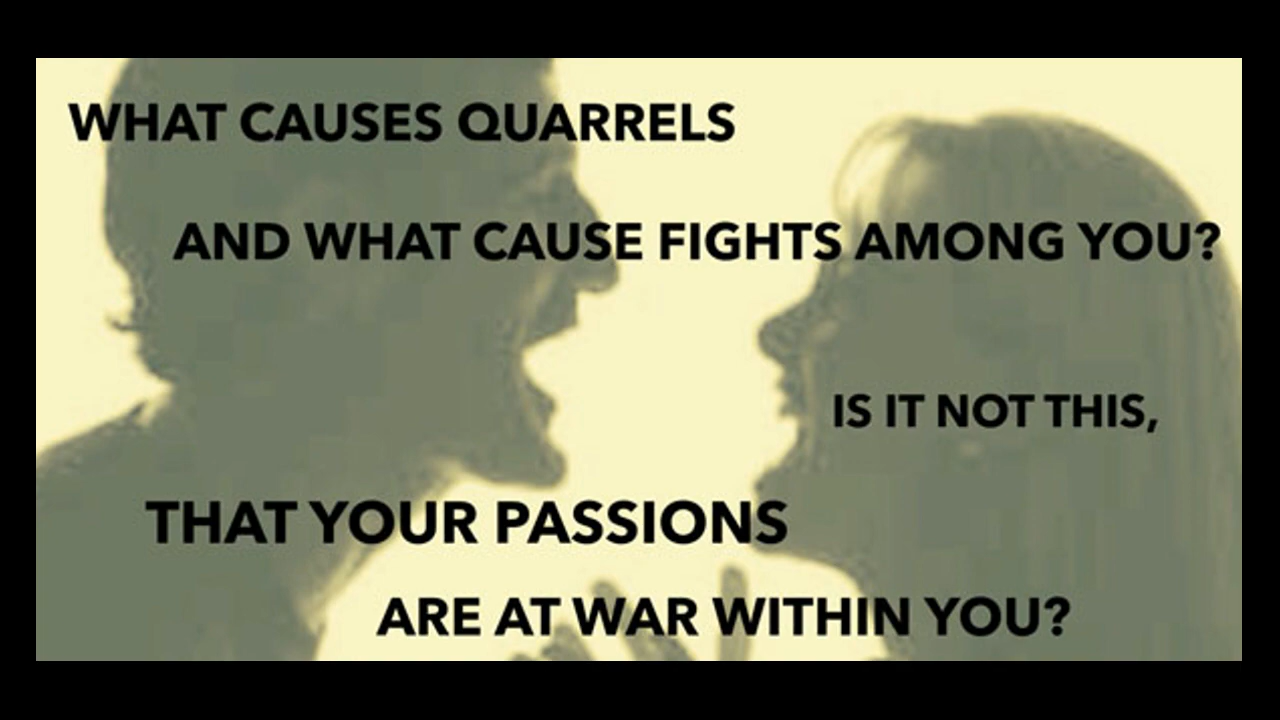 WHAT CAUSES QUARRELS
AND WHAT CAUSE FIGHTS AMONG YOU?
IS IT NOT THIS,
THAT YOUR PASSIONS
ARE AT WAR WITHIN YOU?